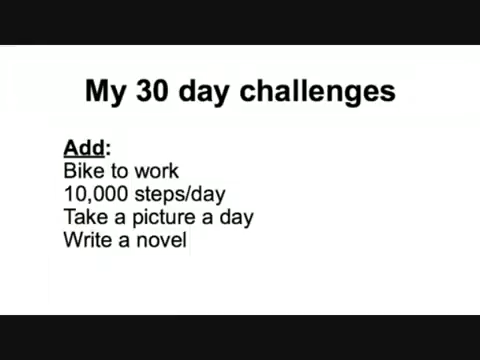 My 30 day challenges
Add:
Bike to work
10,000 steps/day
Take a picture a day
Write a novel